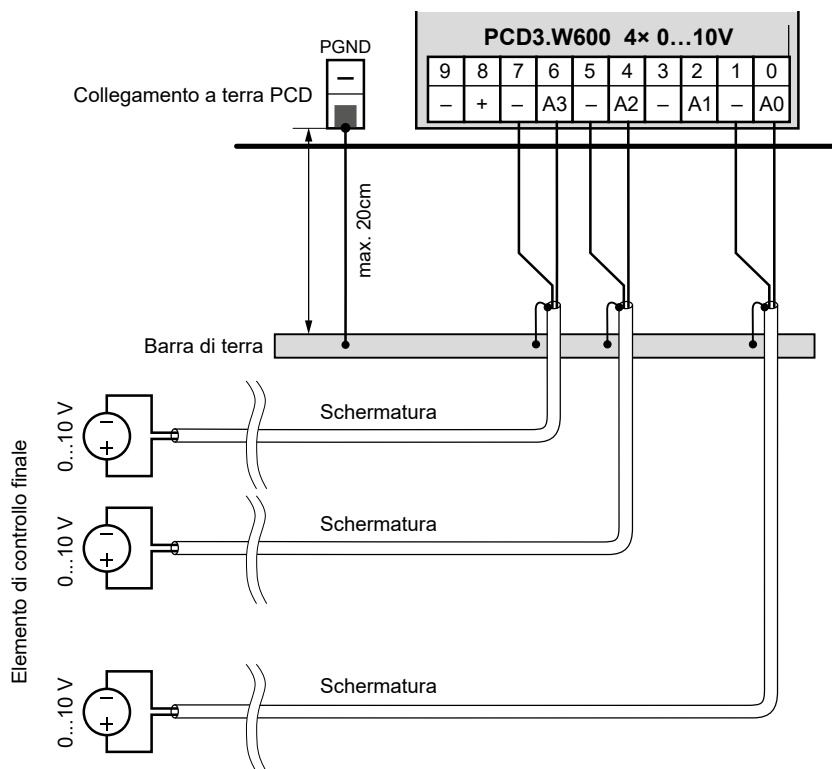 PCD3.W600 4× 0…10V
PGND
9 8 7 6 5 4 3 2 1 0
–
– + – A3 – A2 – A1 – A0
Collegamento a terra PCD
max. 20cm
Barra di terra
Elemento di controllo finale
0...10 V
–
+
Schermatura
0...10 V
–
+
Schermatura
0...10 V
–
+
Schermatura